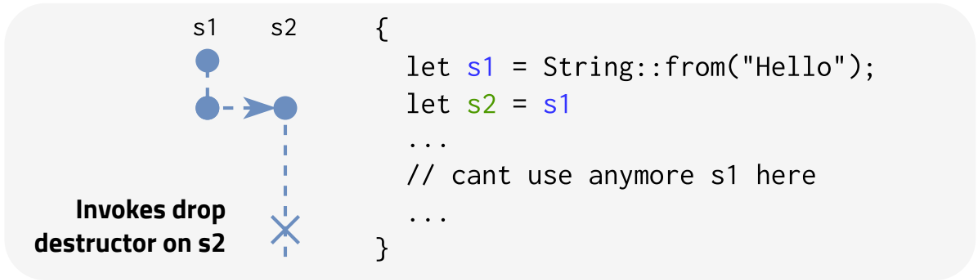 s1 s2
{
let s1 = String::from("Hello");
let s2 = s1
...
// cant use anymore s1 here
...
}
Invokes drop
destructor on s2